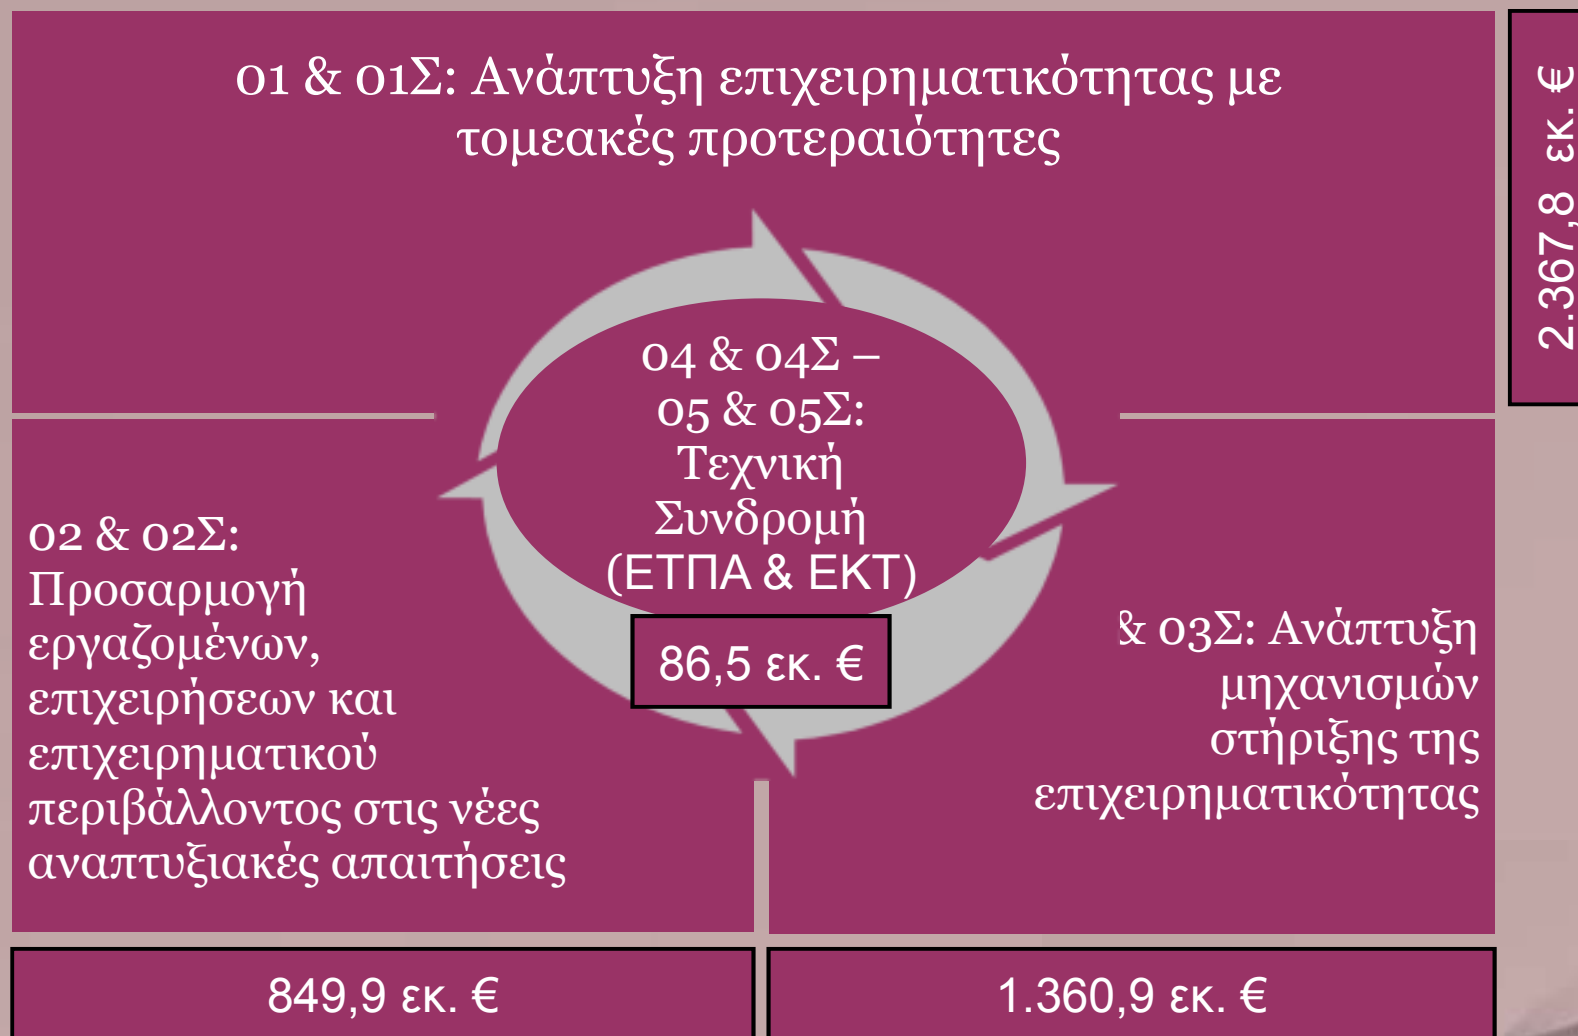 01 & 01Σ: Ανάπτυξη επιχειρηματικότητας με
τομεακές προτεραιότητες
2.367,8 εκ. €
04 & 04Σ –
05 & 05Σ:
Τεχνική
Συνδρομή
(ΕΤΠΑ & ΕΚΤ)
86,5 εκ. €
02 & 02Σ:
Προσαρμογή
εργαζομένων,
επιχειρήσεων και
επιχειρηματικού
περιβάλλοντος στις νέες
αναπτυξιακές απαιτήσεις
& 03Σ: Ανάπτυξη
μηχανισμών
στήριξης της
επιχειρηματικότητας
849,9 εκ. €
1.360,9 εκ. €